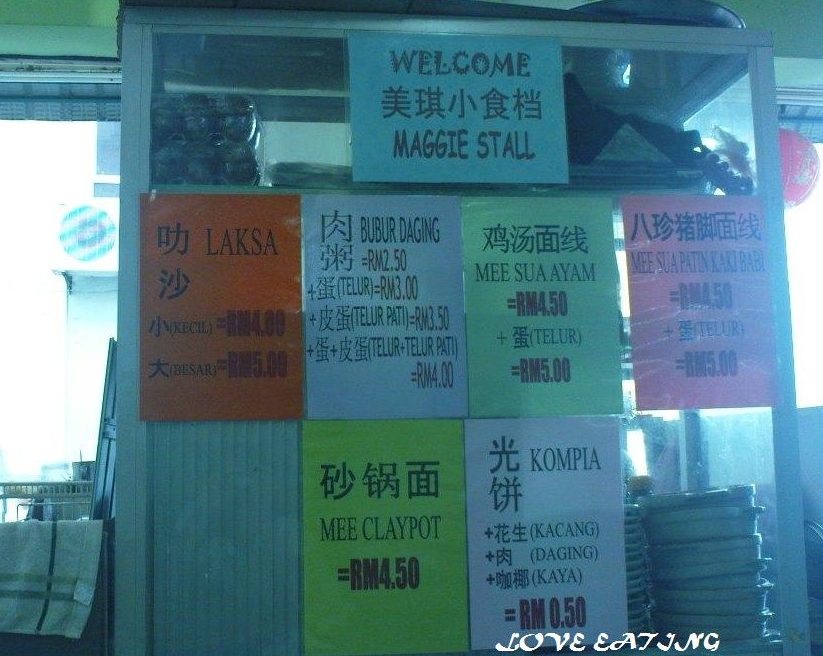 WELCOME
美琪小食档
MAGGIE STALL
叻 LAKSA
沙
小(KECIL)=RM4.00
大(BESAR)=RM5.00
肉 BUBUR DAGING
粥 =RM2.50
+蛋(TELUR)=RM3.00
+皮蛋(TELUR PATI)=RM3.50
+蛋+皮蛋(TELUR+TELUR PATI)
=RM4.00
鸡汤面线
MEE SUA AYAM
=RM4.50
+ 蛋(TELUR)
=RM5.00
八珍猪脚面线
MEE SUA PATIN KAKI BABI
=RM4.50
+ 蛋(TELUR)
=RM5.00
砂锅面
MEE CLAYPOT
=RM4.50
光 KOMPIA
饼
+花生(KACANG)
+肉 (DAGING)
+咖椰(KAYA)
= RM 0.50
LOVE EATING